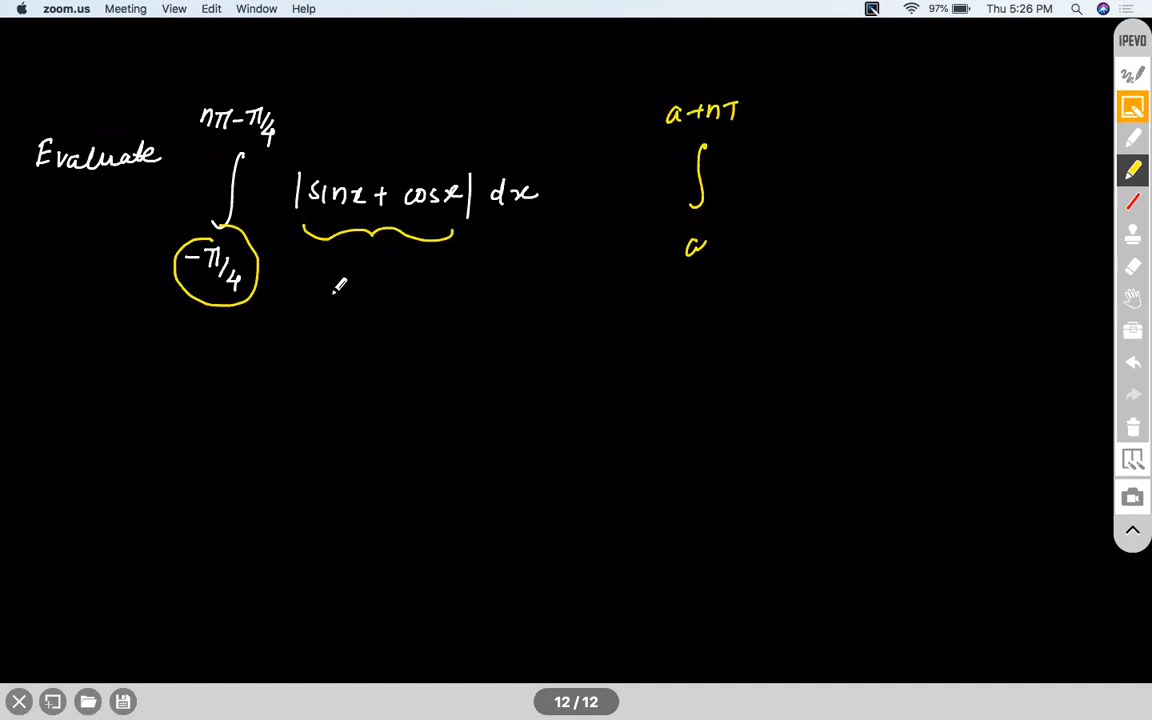 zoom.us Meeting View Edit Window Help 97% Thu 5:26 PM
IPEVO
Evaluate ∫_{-π/4}^{nπ-π/4} |sinx + cosx| dx
∫_{a}^{a+nT}
12/12